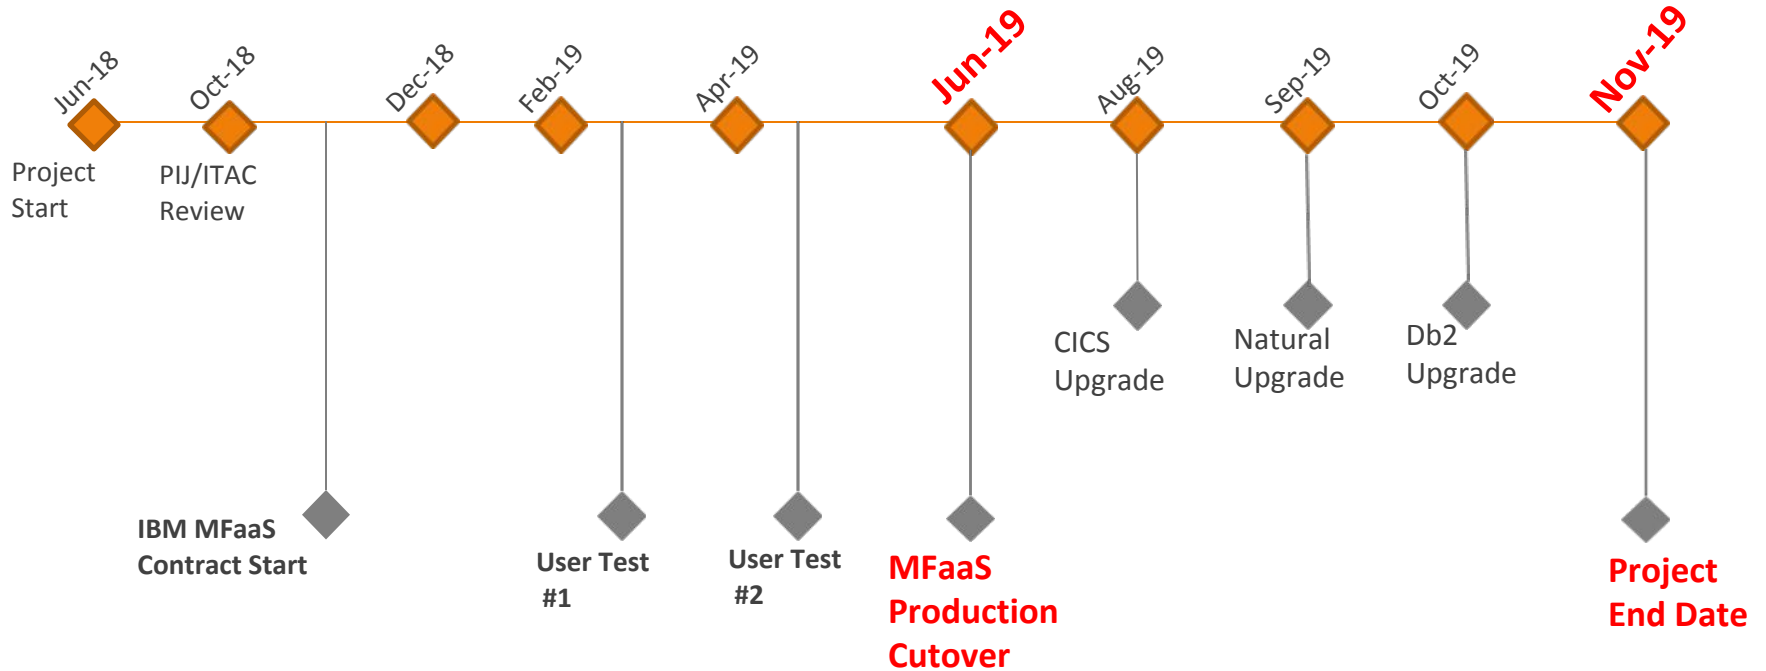 Jun-18
Oct-18
Dec-18
Feb-19
Apr-19
Jun-19
Aug-19
Sep-19
Oct-19
Nov-19
Project
Start
PIJ/ITAC
Review
IBM MFaaS
Contract Start
User Test
#1
User Test
#2
MFaaS
Production
Cutover
CICS
Upgrade
Natural
Upgrade
Db2
Upgrade
Project
End Date